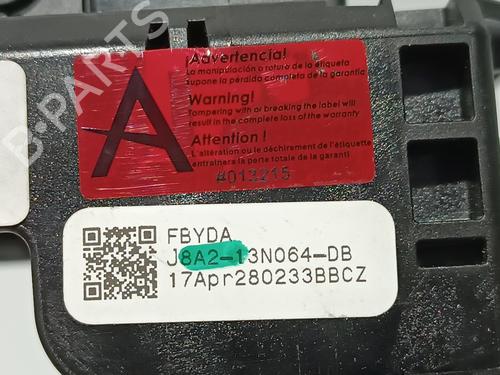 ¡Advertencia!
La manipulación o rotura de la etiqueta
supone la pérdida completa de la garantía
Warning!
Tampering with or breaking the label will
result in the complete loss of the warranty
Attention !
L'altération ou le déchirement de l'étiquette
entraînera la perte totale de la garanti
#013215
A
FBYDA
J8A2-13N064-DB
17Apr280233BBCZ
B-PARTS